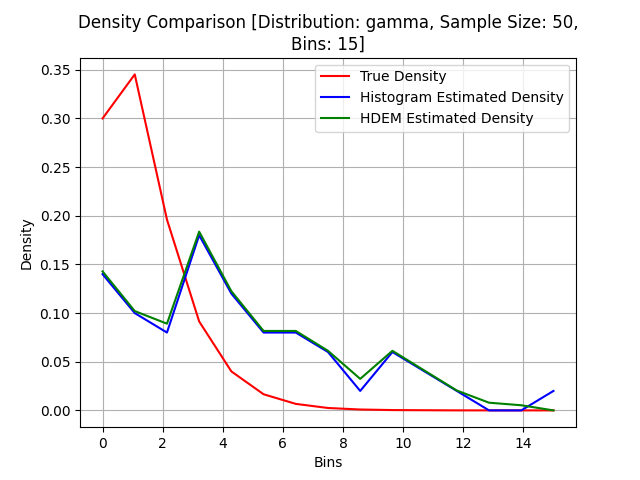 Density Comparison [Distribution: gamma, Sample Size: 50,
Bins: 15]
True Density
Histogram Estimated Density
HDEM Estimated Density
Density
0.35
0.30
0.25
0.20
0.15
0.10
0.05
0.00
0 2 4 6 8 10 12 14
Bins